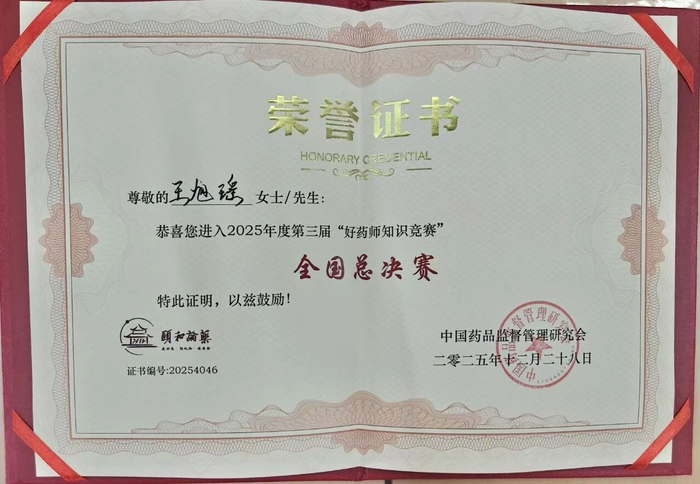 荣誉证书
HONORARY CREDENTIAL
尊敬的王旭瑶女士/先生:
恭喜您进入2025年度第三届“好药师知识竞赛”
全国总决赛
特此证明，以兹鼓励!
頤和論藥
中国药品监督管理研究会
二零二五年十二月二十八日
证书编号:20254046